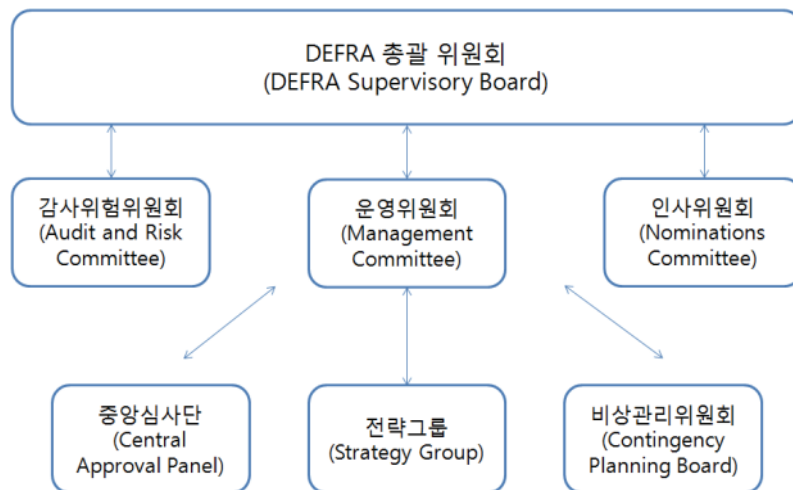 DEFRA 총괄 위원회
(DEFRA Supervisory Board)
감사위험위원회
(Audit and Risk
Committee)
운영위원회
(Management
Committee)
인사위원회
(Nominations
Committee)
중앙심사단
(Central
Approval Panel)
전략그룹
(Strategy Group)
비상관리위원회
(Contingency
Planning Board)